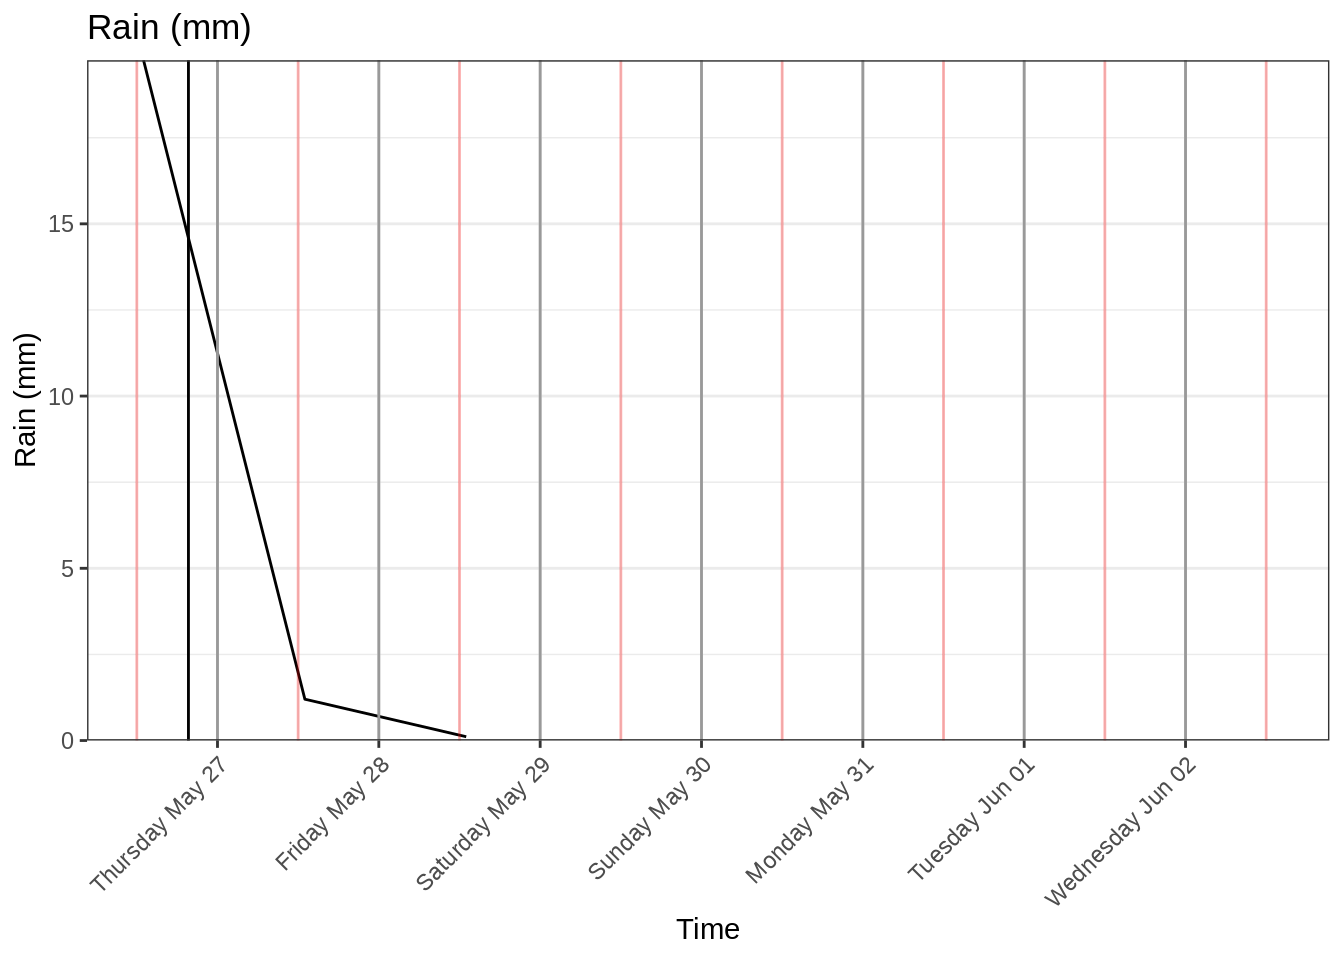 Rain (mm)
Rain (mm)
15
10
5
0
Thursday May 27
Friday May 28
Saturday May 29
Sunday May 30
Monday May 31
Tuesday Jun 01
Wednesday Jun 02
Time